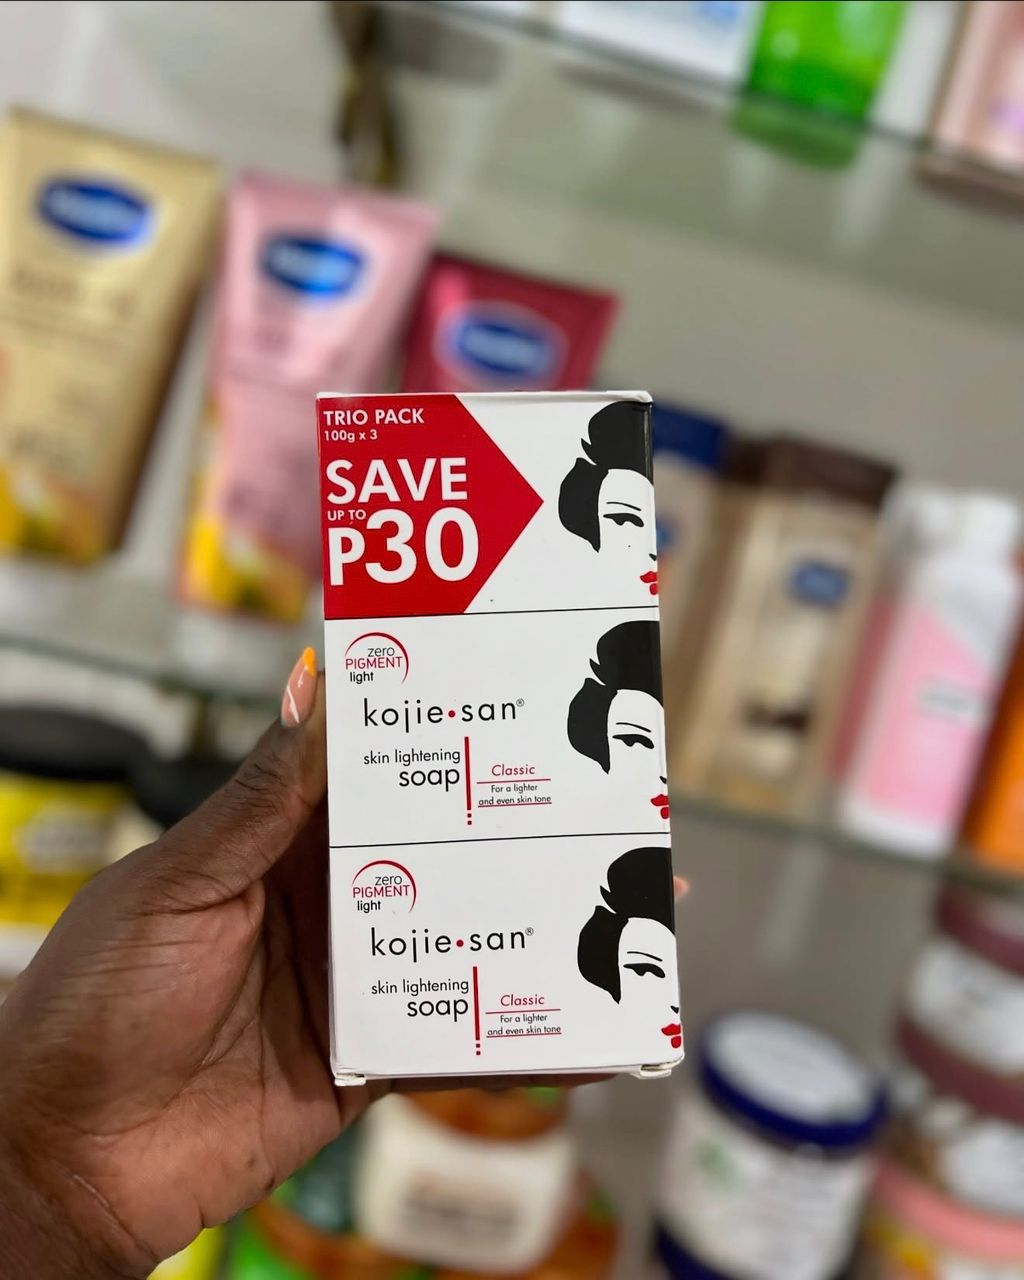 TRIO PACK
100g x 3
SAVE
UP TO
P30
zero
PIGMENT
light
kojie•san®
skin lightening
soap
Classic
For a lighter
and even skin tone
zero
PIGMENT
light
kojie•san®
skin lightening
soap
Classic
For a lighter
and even skin tone